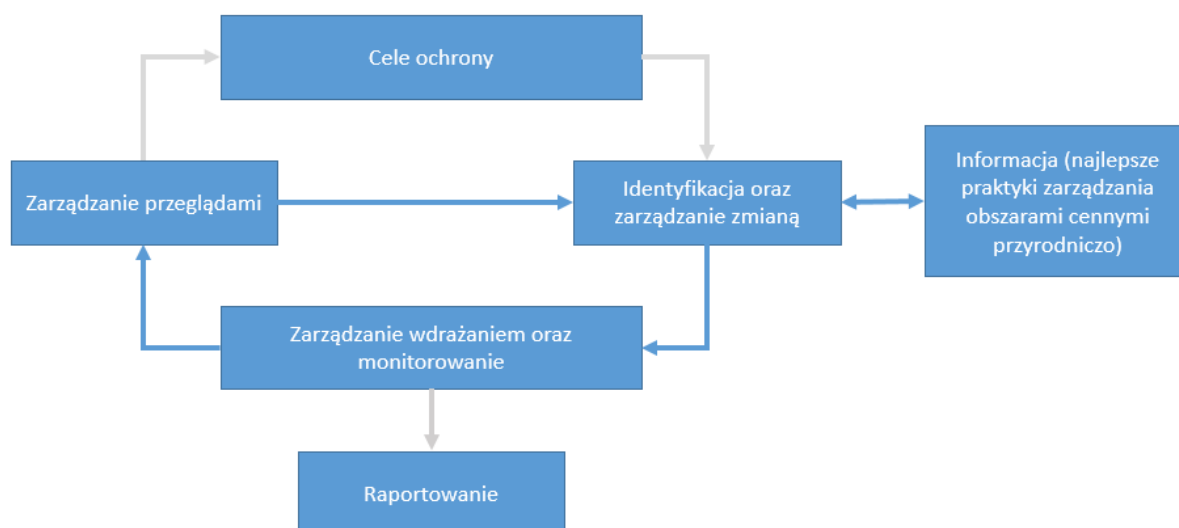 Cele ochrony
Zarządzanie przeglądami
Identyfikacja oraz
zarządzanie zmianą
Informacja (najlepsze
praktyki zarządzania
obszarami cennymi
przyrodniczo)
Zarządzanie wdrażaniem oraz
monitorowanie
Raportowanie